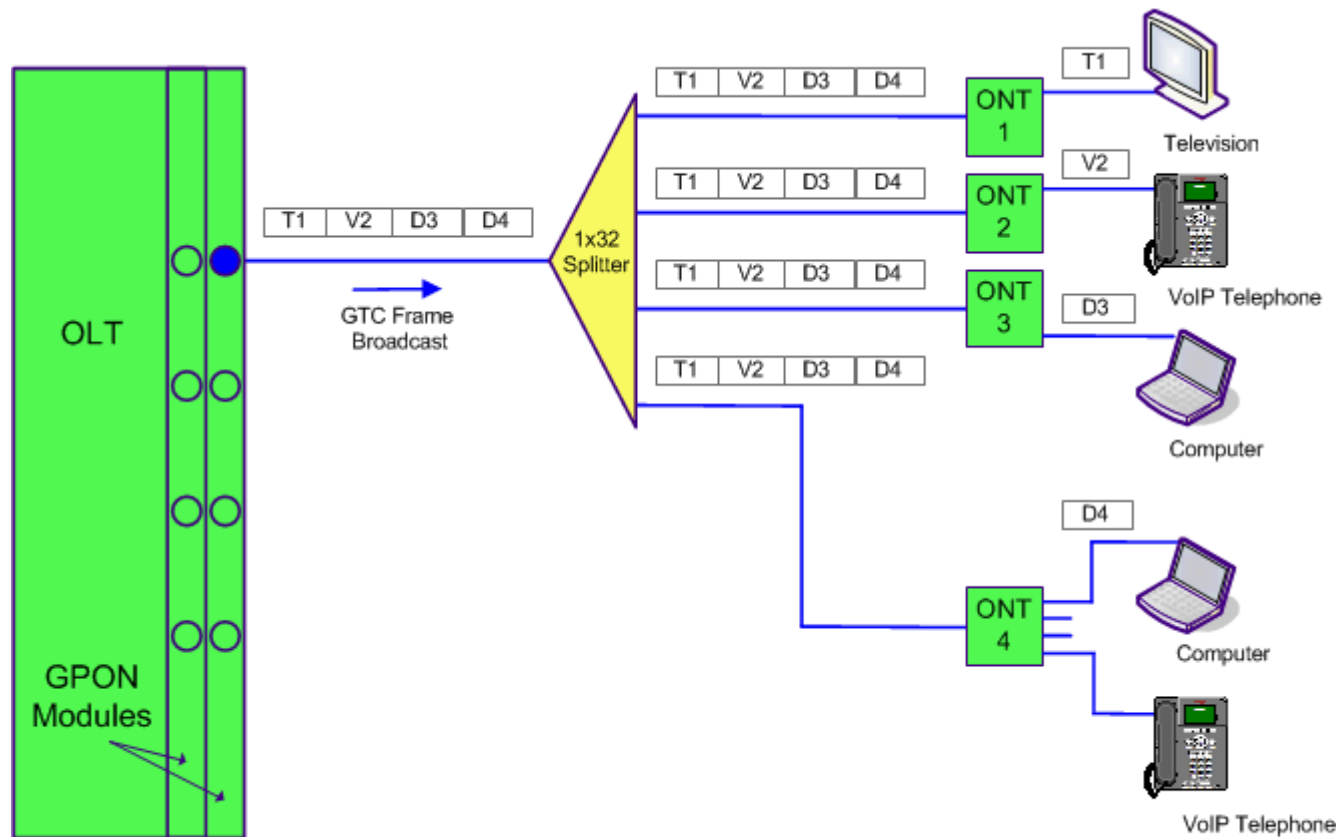 OLT
GPON
Modules
T1 V2 D3 D4
GTC Frame
Broadcast
1x32
Splitter
T1 V2 D3 D4
T1 V2 D3 D4
T1 V2 D3 D4
T1 V2 D3 D4
ONT
1
T1
Television
ONT
2
V2
VoIP Telephone
ONT
3
D3
Computer
ONT
4
D4
Computer
VoIP Telephone